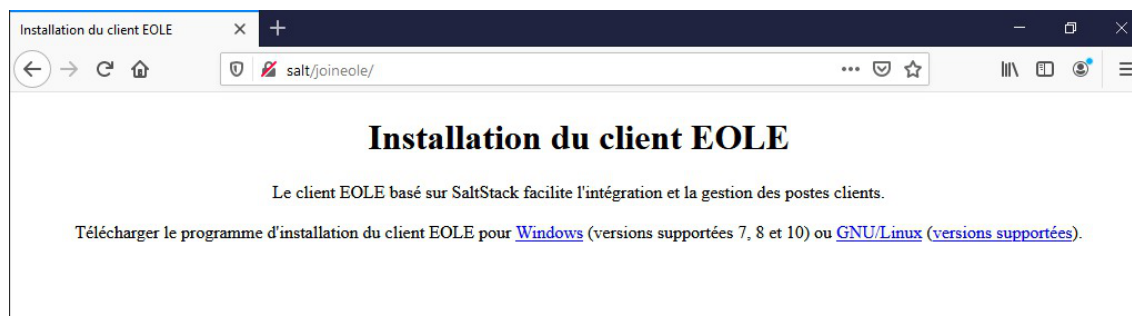 Installation du client EOLE
salt/joineole/
Installation du client EOLE
Le client EOLE basé sur SaltStack facilite l'intégration et la gestion des postes clients.
Télécharger le programme d'installation du client EOLE pour Windows (versions supportées 7, 8 et 10) ou GNU/Linux (versions supportées).